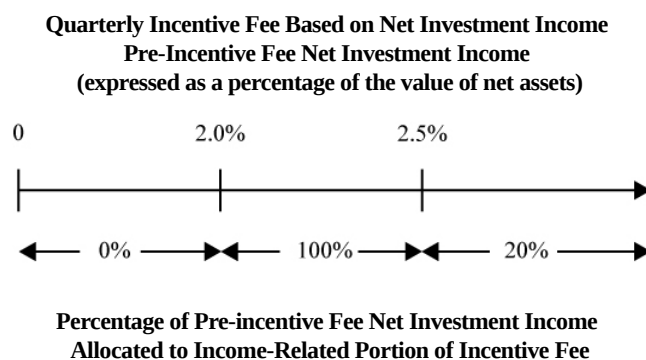 Quarterly Incentive Fee Based on Net Investment Income
Pre-Incentive Fee Net Investment Income
(expressed as a percentage of the value of net assets)
0 2.0% 2.5%
0% 100% 20%
Percentage of Pre-incentive Fee Net Investment Income
Allocated to Income-Related Portion of Incentive Fee